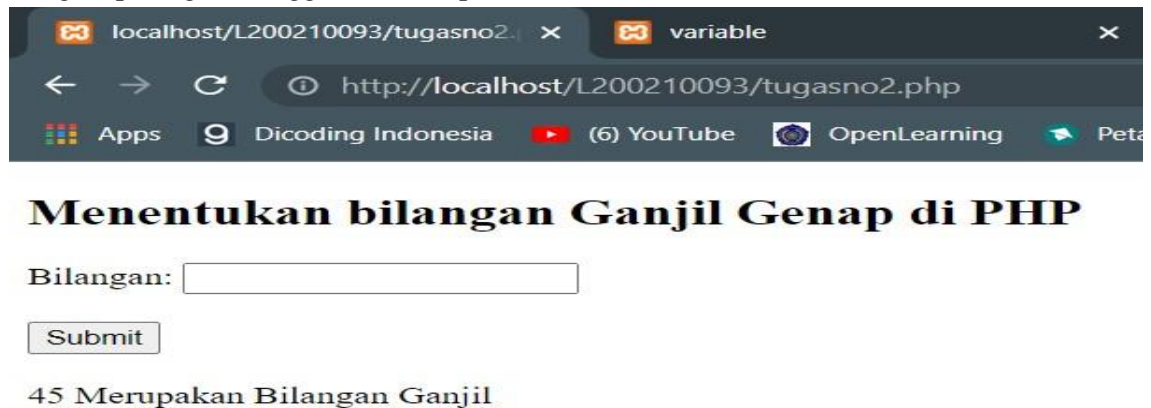 localhost/L200210093/tugasno2. variable
http://localhost/L200210093/tugasno2.php
Apps Dicoding Indonesia (6) YouTube OpenLearning Peta
Menentukan bilangan Ganjil Genap di PHP
Bilangan:
Submit
45 Merupakan Bilangan Ganjil